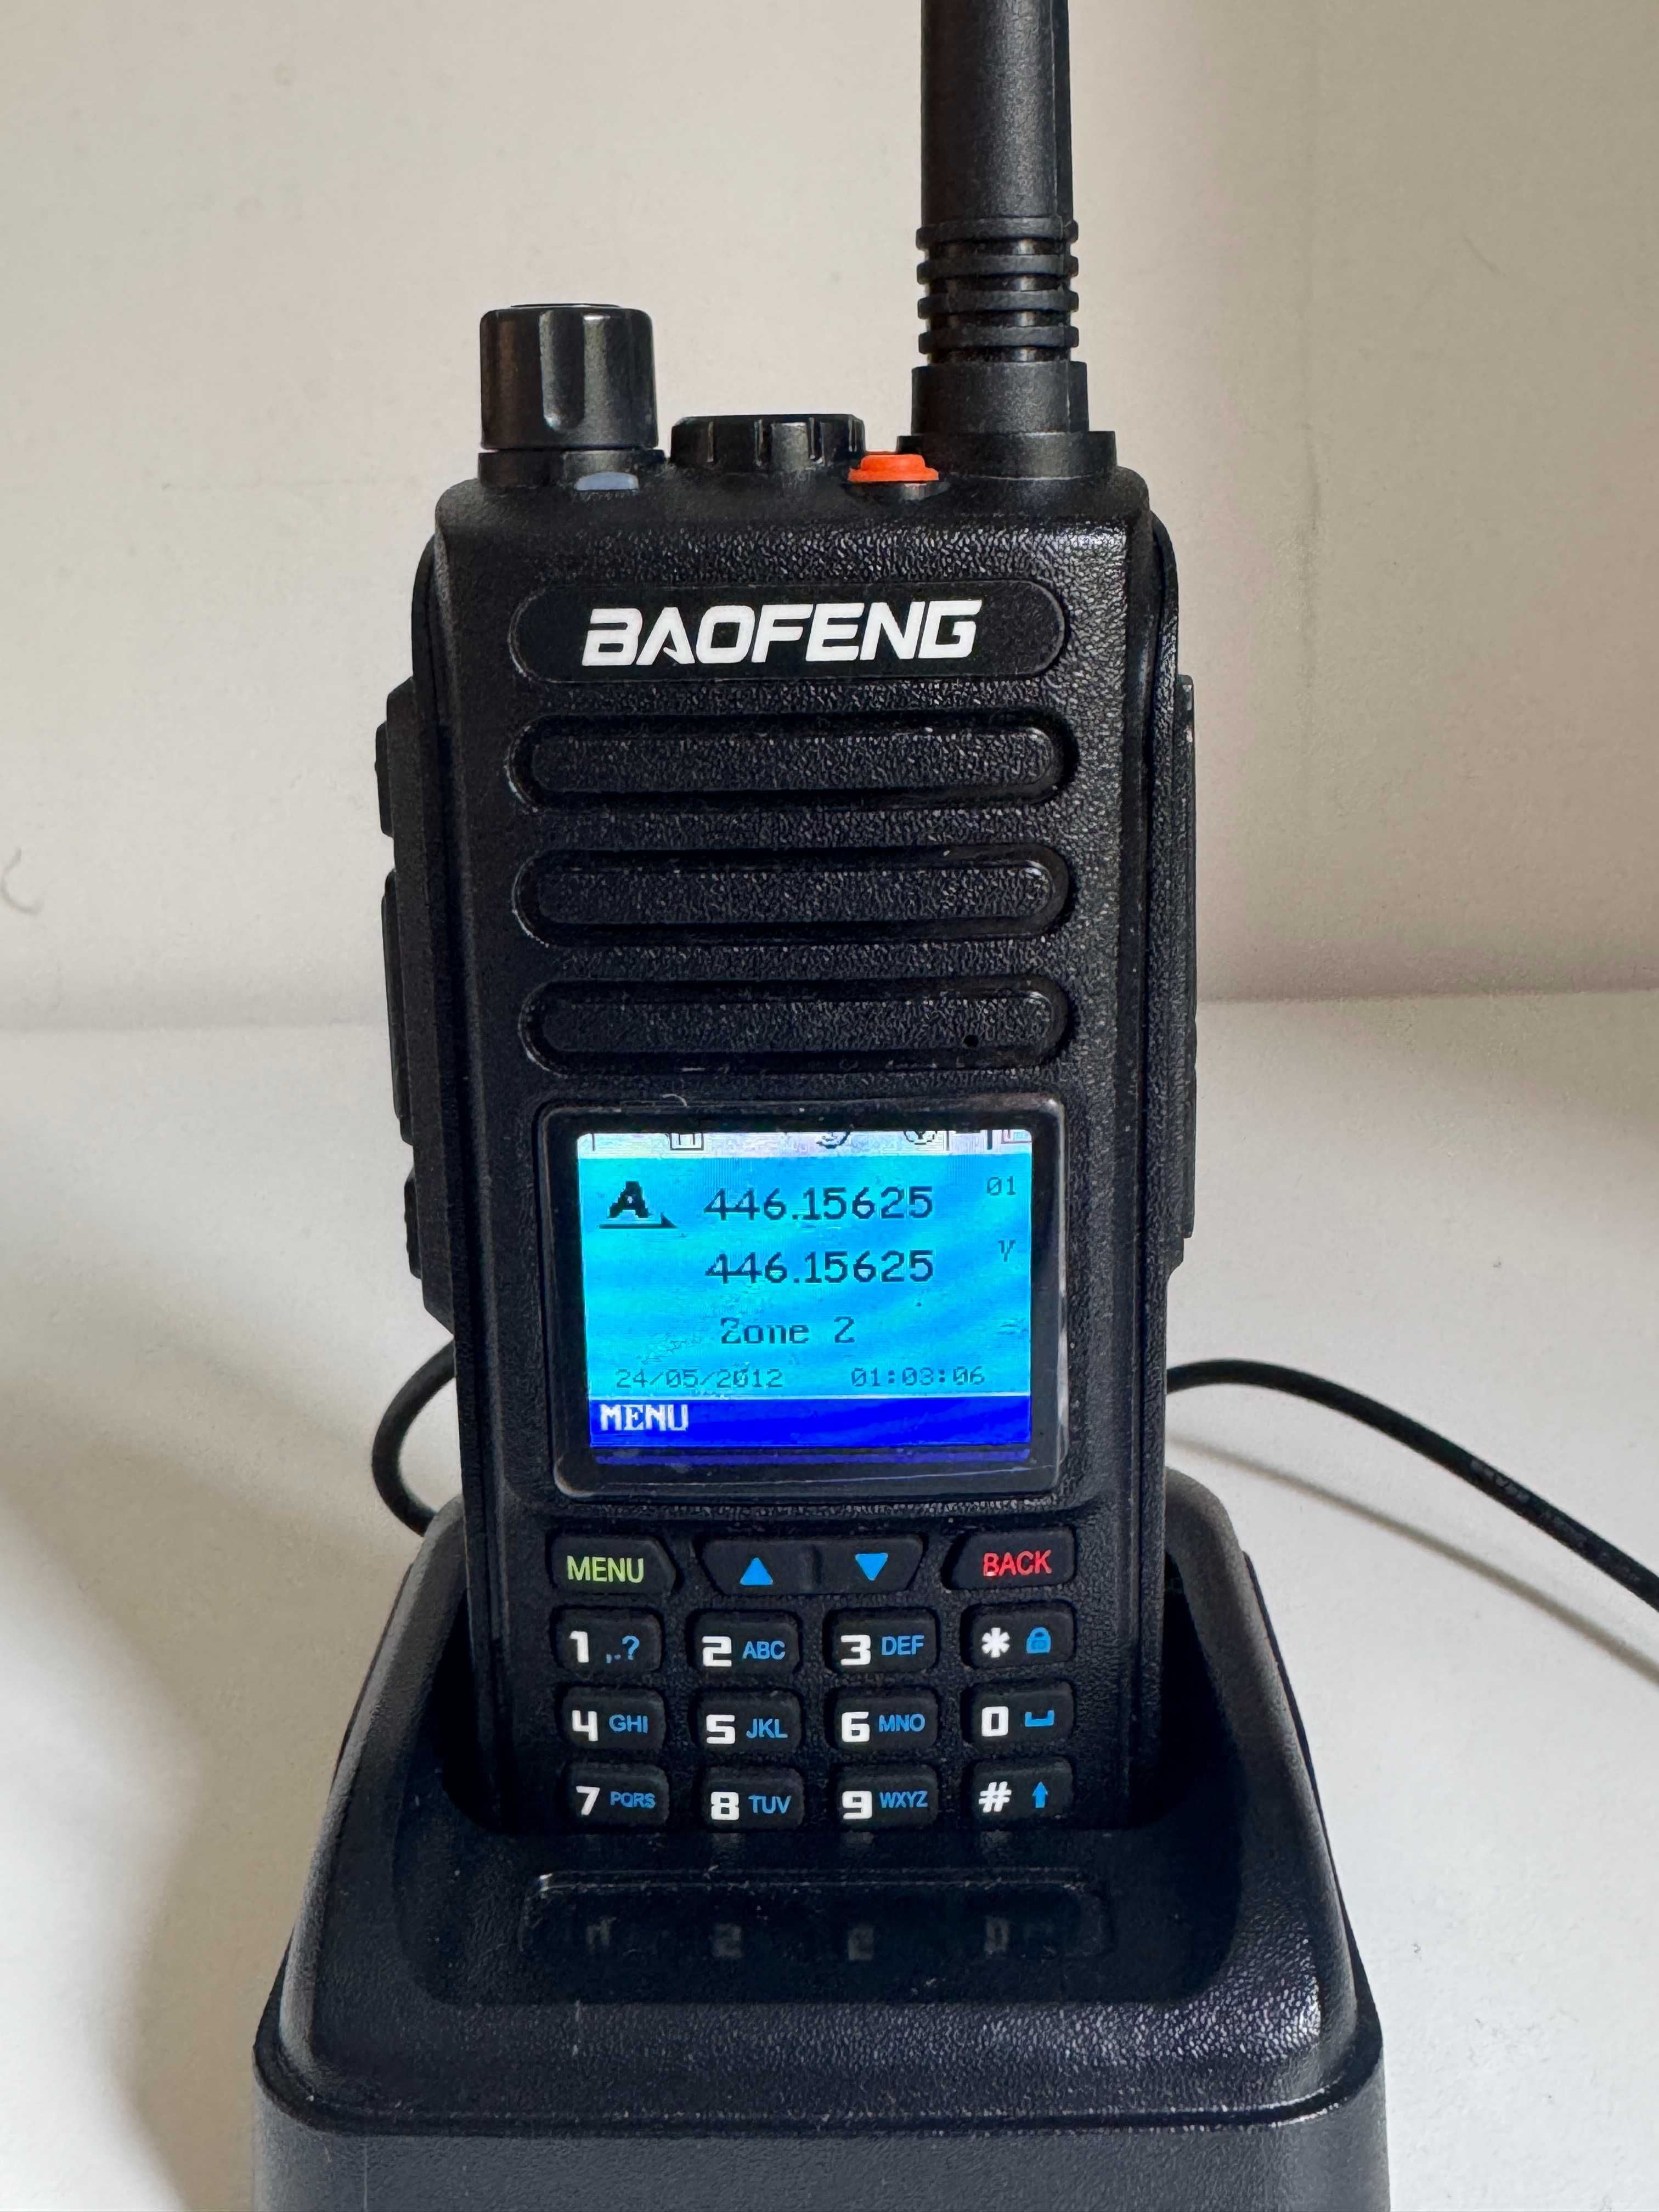 BAOFENG
A 446.15625 01
446.15625
Zone 2
24/05/2012 01:03:06
MENU
MENU BACK
1 ,.? 2 ABC 3 DEF *
4 GHI 5 JKL 6 MNO 0
7 PQRS 8 TUV 9 WXYZ #